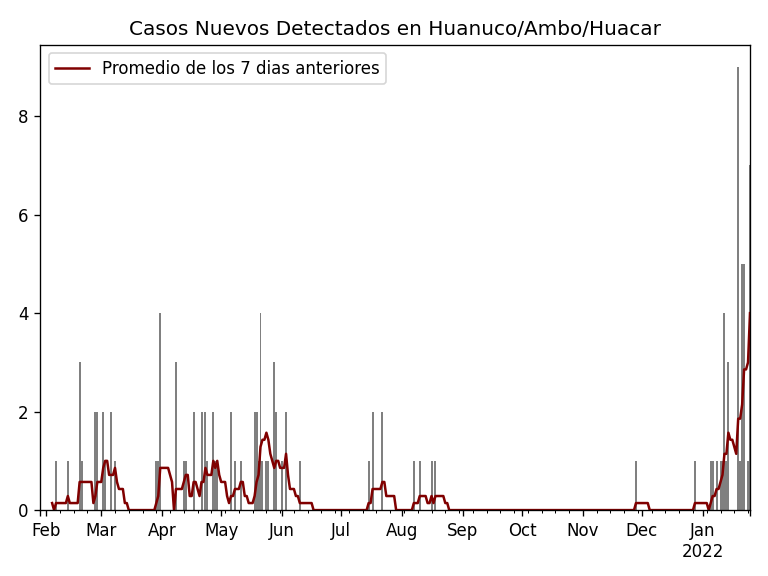 Casos Nuevos Detectados en Huanuco/Ambo/Huacar
Promedio de los 7 dias anteriores
8
6
4
2
0
Feb Mar Apr May Jun Jul Aug Sep Oct Nov Dec Jan
2022